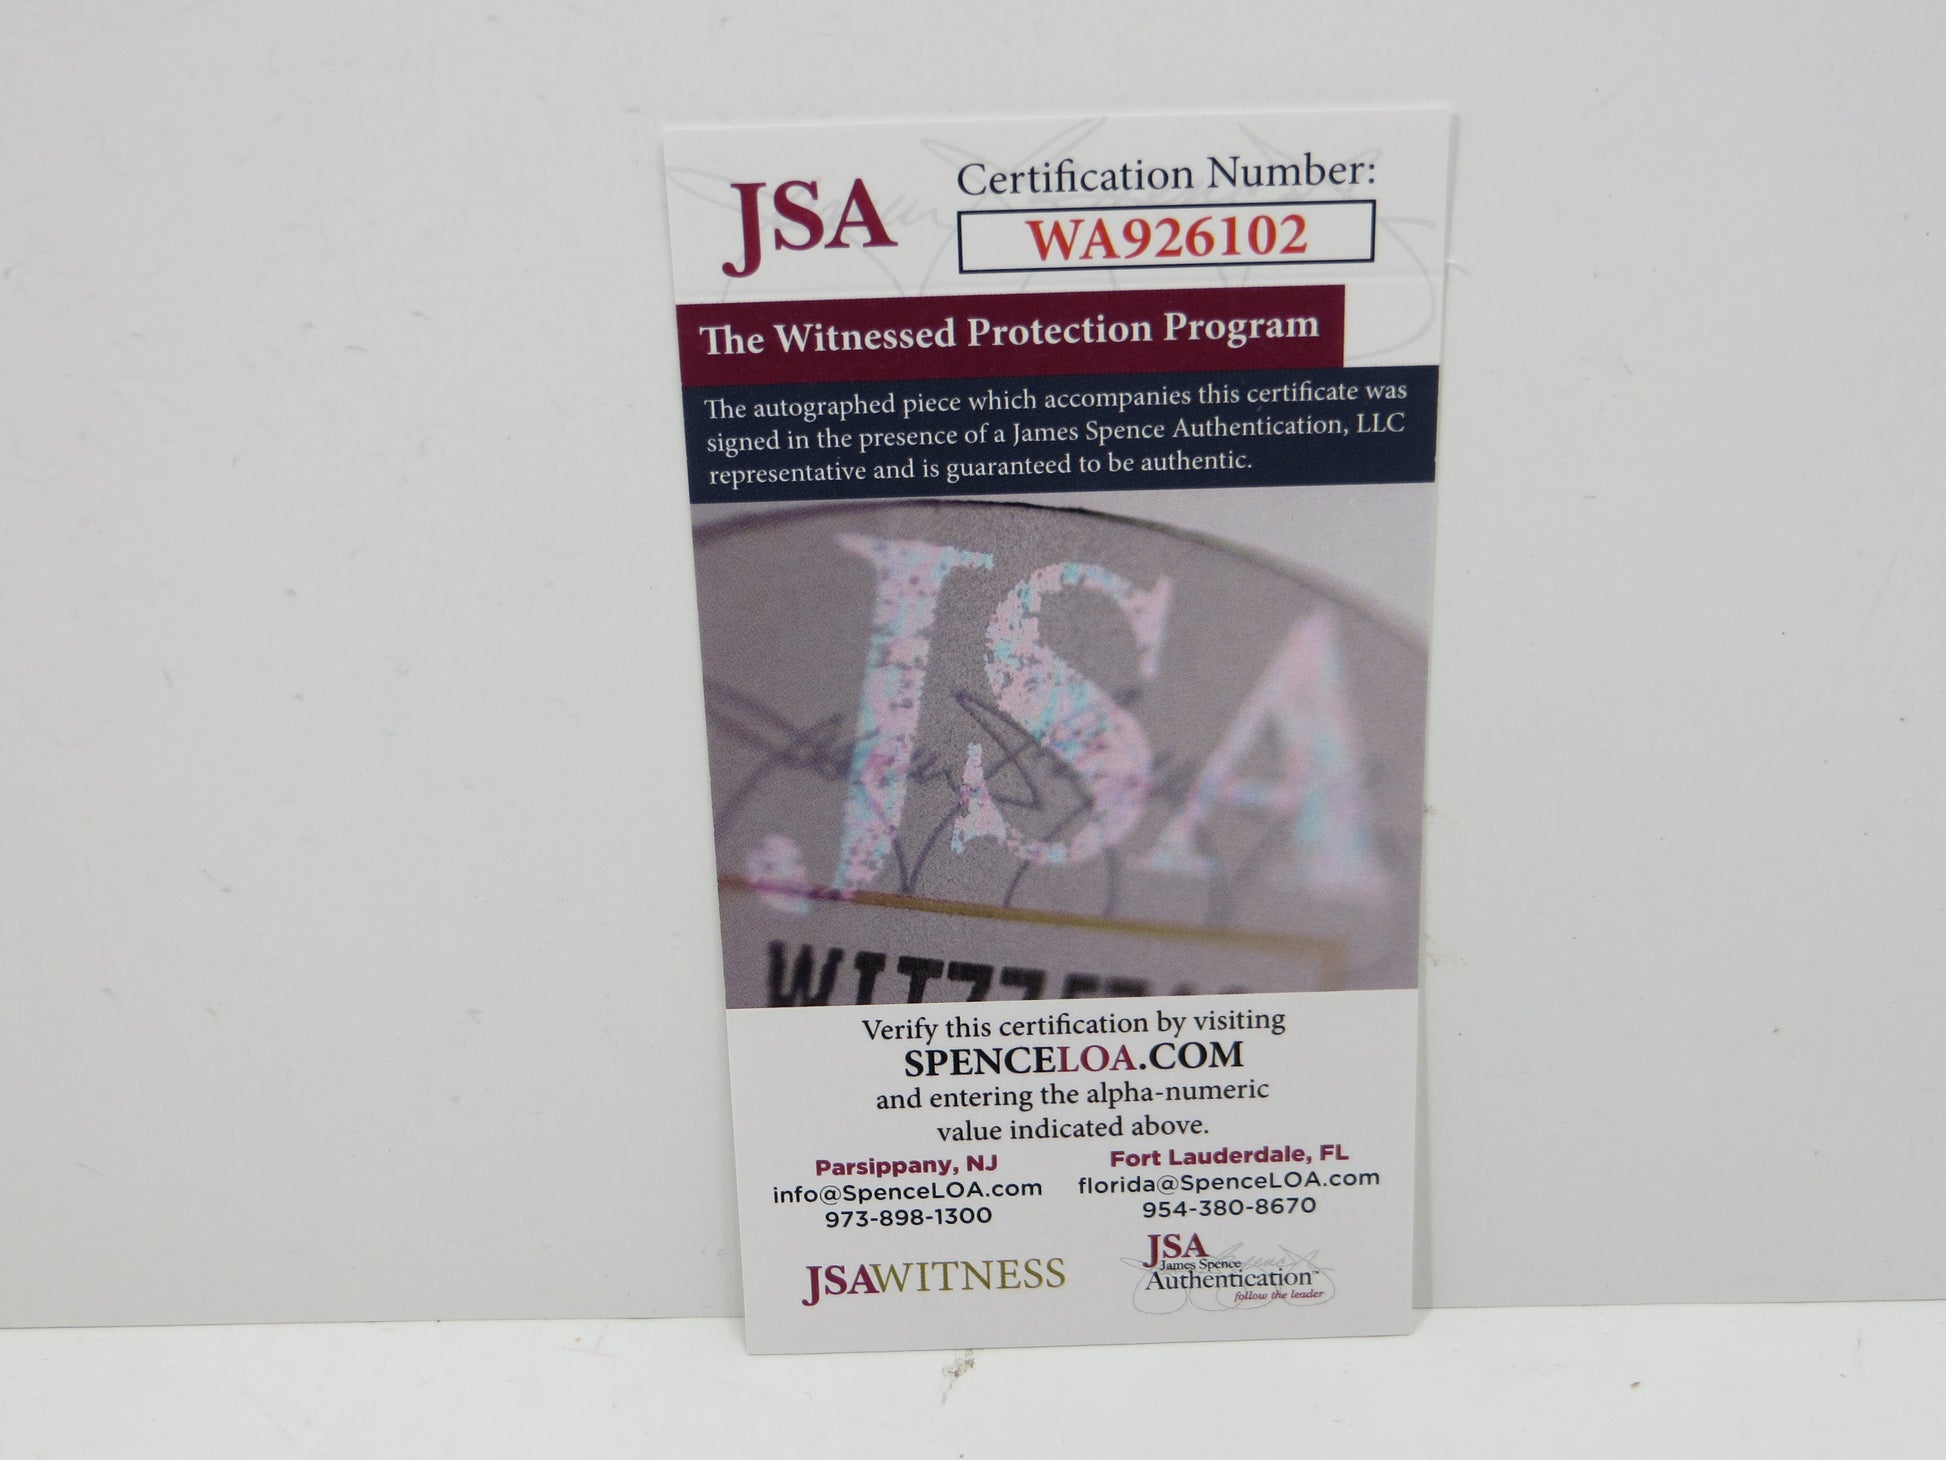 JSA
Certification Number:
WA926102
The Witnessed Protection Program
The autographed piece which accompanies this certificate was
signed in the presence of a James Spence Authentication, LLC
representative and is guaranteed to be authentic.
JSA
Verify this certification by visiting
SPENCELOA.COM
and entering the alpha-numeric
value indicated above.
Parsippany, NJ
info@SpenceLOA.com
973-898-1300
Fort Lauderdale, FL
florida@SpenceLOA.com
954-380-8670
JSAWITNESS
JSA
James Spence
Authentication™
follow the leader